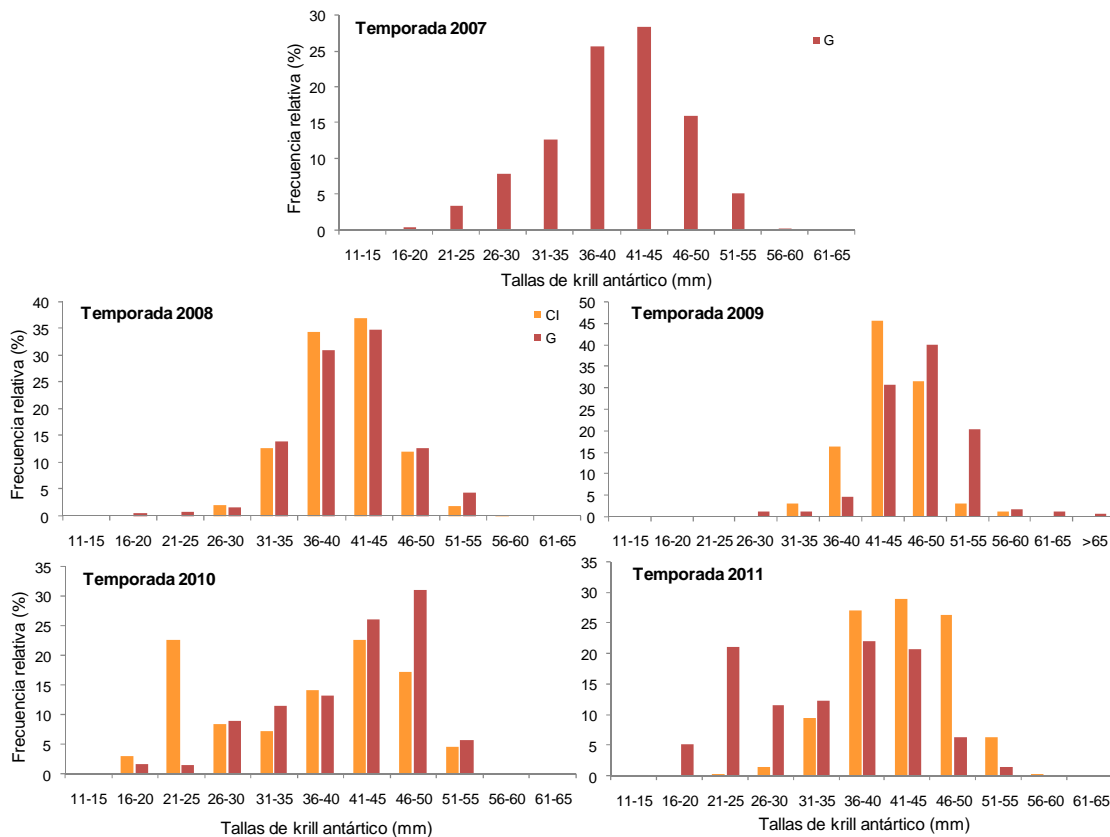 Temporada 2007
G
Frecuencia relativa (%)
30
25
20
15
10
5
0
11-15 16-20 21-25 26-30 31-35 36-40 41-45 46-50 51-55 56-60 61-65
Tallas de krill antártico (mm)
Temporada 2008
CI
G
Frecuencia relativa (%)
40
35
30
25
20
15
10
5
0
11-15 16-20 21-25 26-30 31-35 36-40 41-45 46-50 51-55 56-60 61-65
Temporada 2009
50
45
40
35
30
25
20
15
10
5
0
11-15 16-20 21-25 26-30 31-35 36-40 41-45 46-50 51-55 56-60 61-65 >65
Temporada 2010
Frecuencia relativa (%)
35
30
25
20
15
10
5
0
11-15 16-20 21-25 26-30 31-35 36-40 41-45 46-50 51-55 56-60 61-65
Tallas de krill antártico (mm)
Temporada 2011
35
30
25
20
15
10
5
0
11-15 16-20 21-25 26-30 31-35 36-40 41-45 46-50 51-55 56-60 61-65
Tallas de krill antártico (mm)